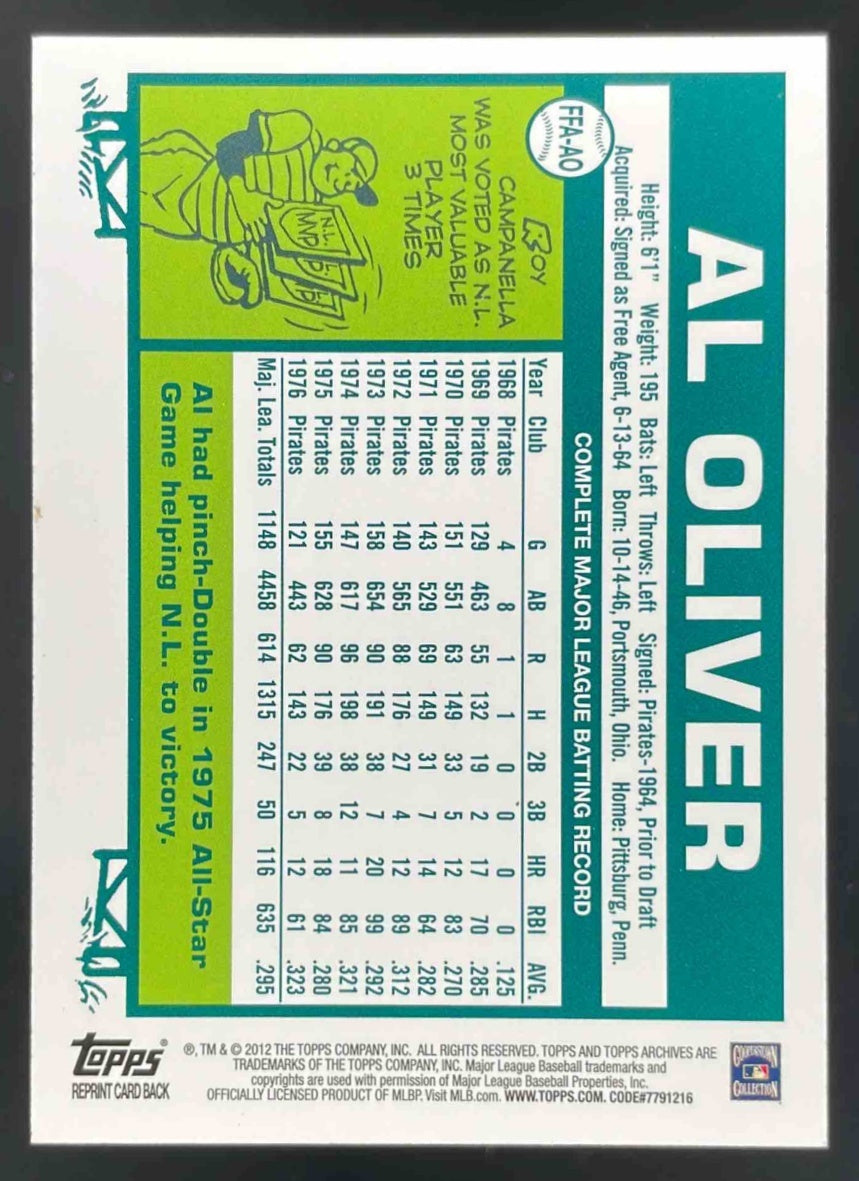 AL OLIVER
FFA-AO
Height: 6'1" Weight: 195 Bats: Left Throws: Left Signed: Pirates-1964, Prior to Draft
Acquired: Signed as Free Agent, 6-13-64 Born: 10-14-46, Portsmouth, Ohio. Home: Pittsburg, Penn.
COMPLETE MAJOR LEAGUE BATTING RECORD
ROY
CAMPANELLA
WAS VOTED AS N.L.
MOST VALUABLE
PLAYER
3 TIMES
N.L.
MVP
Year Club G AB R H 2B 3B HR RBI AVG.
1968 Pirates 4 8 1 1 0 0 0 0 .125
1969 Pirates 129 463 55 132 19 2 17 70 .285
1970 Pirates 151 551 63 149 33 5 12 83 .270
1971 Pirates 143 529 69 149 31 7 14 64 .282
1972 Pirates 140 565 88 176 27 4 12 89 .312
1973 Pirates 158 654 90 191 38 7 20 99 .292
1974 Pirates 147 617 96 198 38 12 11 85 .321
1975 Pirates 155 628 90 176 39 8 18 84 .280
1976 Pirates 121 443 62 143 22 5 12 61 .323
Maj. Lea. Totals 1148 4458 614 1315 247 50 116 635 .295
Al had pinch-Double in 1975 All-Star
Game helping N.L. to victory.
Topps®
REPRINT CARD BACK
®, TM & © 2012 THE TOPPS COMPANY, INC. ALL RIGHTS RESERVED. TOPPS AND TOPPS ARCHIVES ARE
TRADEMARKS OF THE TOPPS COMPANY, INC. Major League Baseball trademarks and
copyrights are used with permission of Major League Baseball Properties, Inc.
OFFICIALLY LICENSED PRODUCT OF MLBP. Visit MLB.com. WWW.TOPPS.COM. CODE#7791216
COOPERSTOWN
COLLECTION